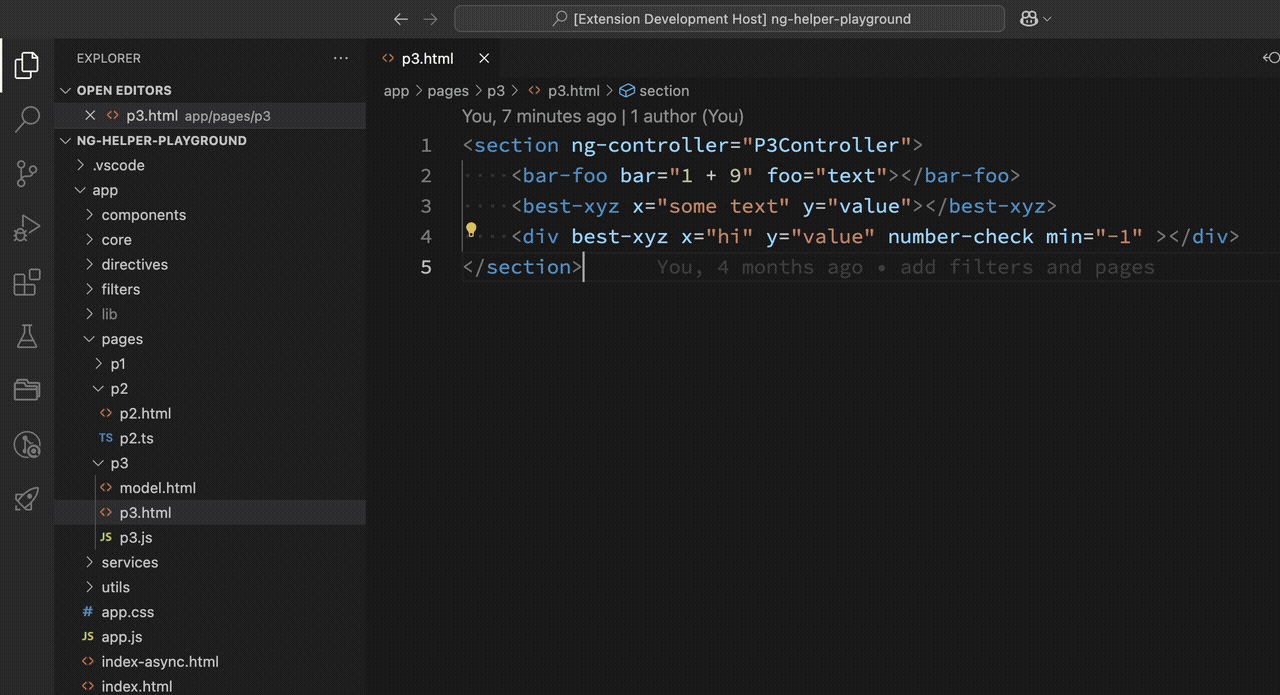 [Extension Development Host] ng-helper-playground
EXPLORER ···
OPEN EDITORS
p3.html app/pages/p3
NG-HELPER-PLAYGROUND
.vscode
app
components
core
directives
filters
lib
pages
p1
p2
p2.html
TS p2.ts
p3
model.html
p3.html
JS p3.js
services
utils
# app.css
JS app.js
index-async.html
index.html
p3.html
app > pages > p3 > p3.html > section
You, 7 minutes ago | 1 author (You)
1 <section ng-controller="P3Controller">
2 ····<bar-foo bar="1 + 9" foo="text"></bar-foo>
3 ····<best-xyz x="some text" y="value"></best-xyz>
4 ····<div best-xyz x="hi" y="value" number-check min="-1" ></div>
5 </section> You, 4 months ago • add filters and pages